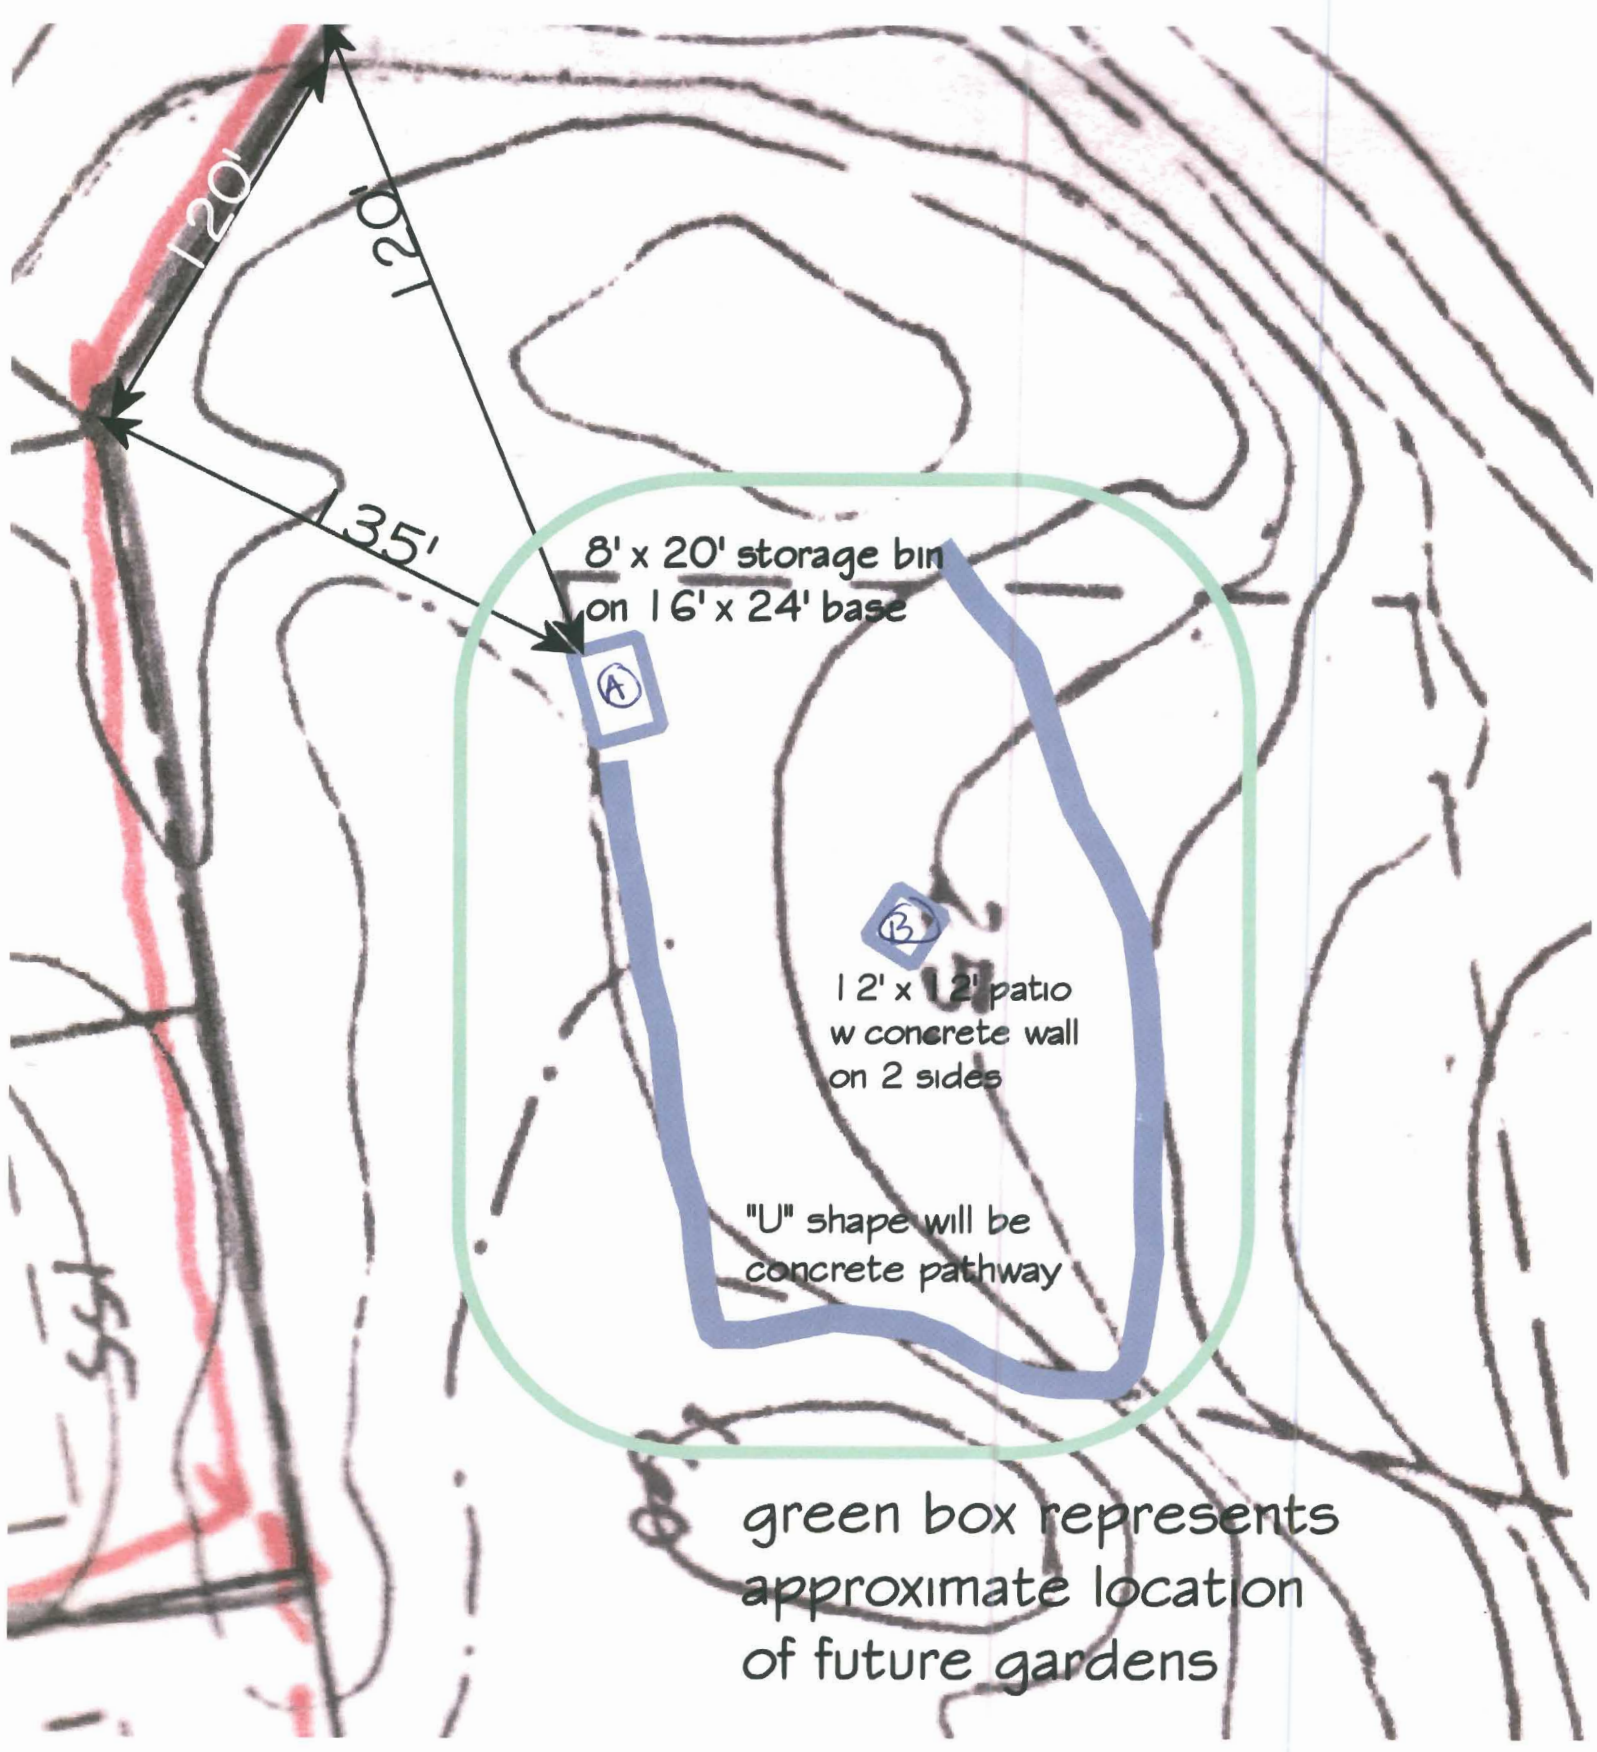 120'
120'
135'
8' x 20' storage bin
on 16' x 24' base
A
B
12' x 12' patio
w concrete wall
on 2 sides
"U" shape will be
concrete pathway
green box represents
approximate location
of future gardens